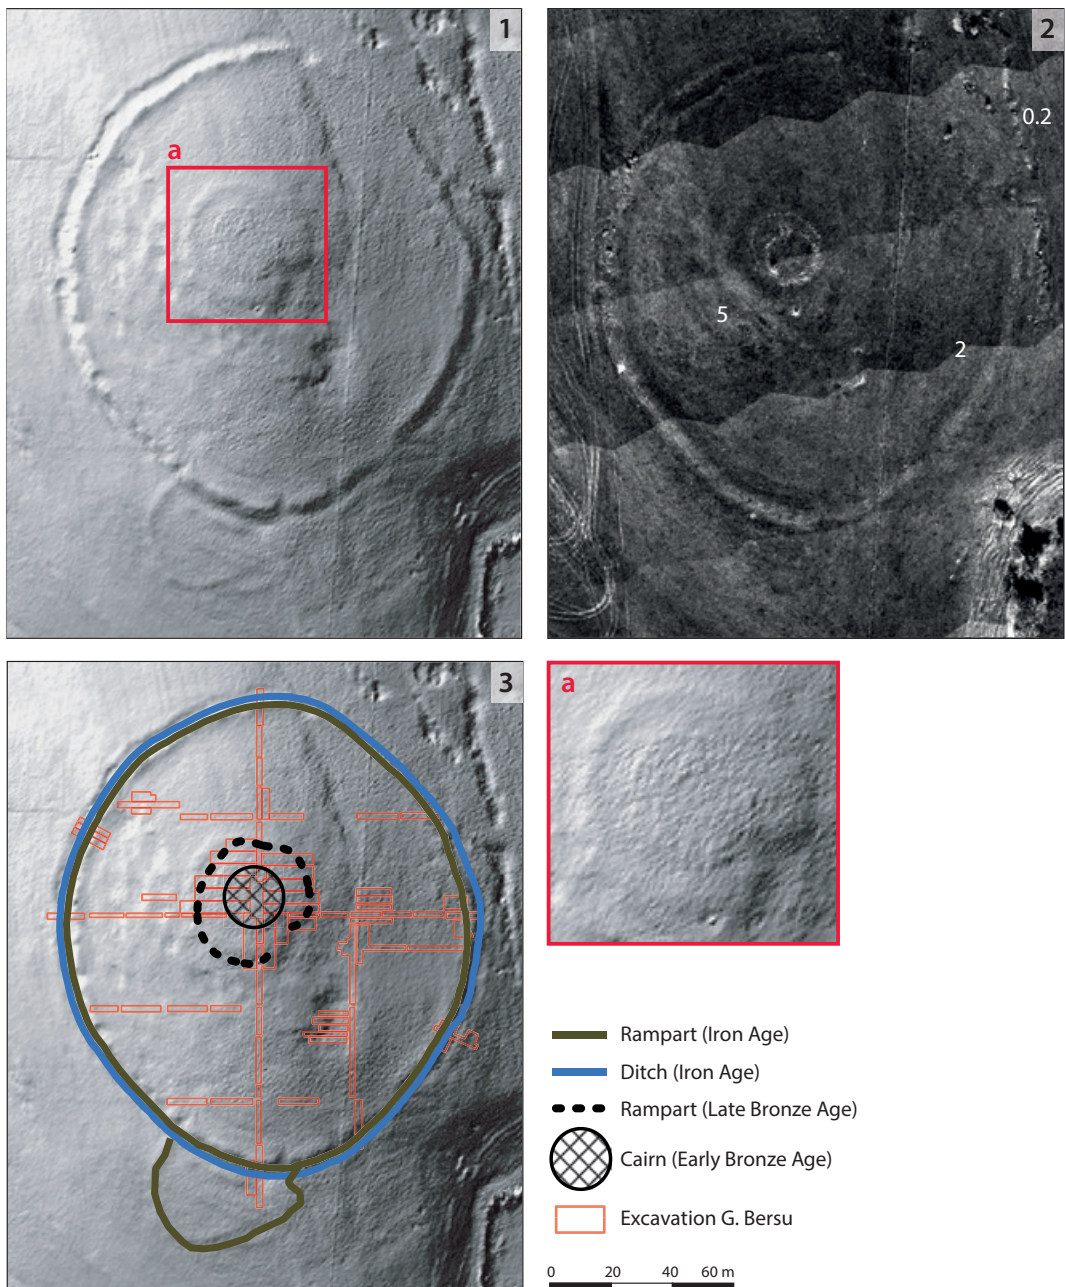 1
a
2
0.2
5
2
3
a
Rampart (Iron Age)
Ditch (Iron Age)
Rampart (Late Bronze Age)
Cairn (Early Bronze Age)
Excavation G. Bersu
0 20 40 60 m